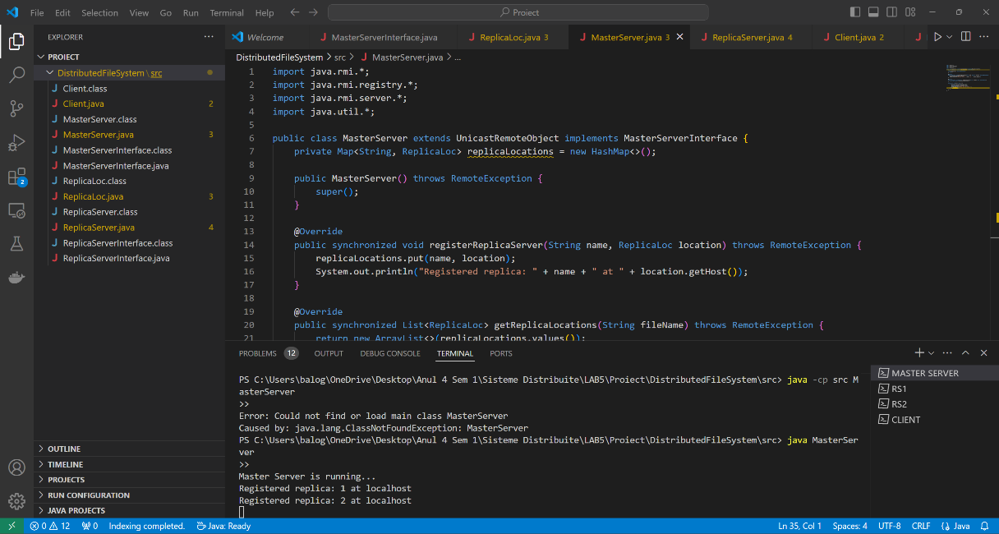 File Edit Selection View Go Run Terminal Help Proiect
EXPLORER
PROIECT
DistributedFileSystem \ src
Client.class
Client.java 2
MasterServer.class
MasterServer.java 3
MasterServerInterface.class
MasterServerInterface.java
ReplicaLoc.class
ReplicaLoc.java 3
ReplicaServer.class
ReplicaServer.java 4
ReplicaServerInterface.class
ReplicaServerInterface.java
OUTLINE
TIMELINE
PROJECTS
RUN CONFIGURATION
JAVA PROJECTS
2
Welcome MasterServerInterface.java ReplicaLoc.java 3 MasterServer.java 3 ReplicaServer.java 4 Client.java 2
DistributedFileSystem > src > MasterServer.java > ...
1 import java.rmi.*;
2 import java.rmi.registry.*;
3 import java.rmi.server.*;
4 import java.util.*;
5
6 public class MasterServer extends UnicastRemoteObject implements MasterServerInterface {
7 private Map<String, ReplicaLoc> replicaLocations = new HashMap<>();
8
9 public MasterServer() throws RemoteException {
10 super();
11 }
12
13 @Override
14 public synchronized void registerReplicaServer(String name, ReplicaLoc location) throws RemoteException {
15 replicaLocations.put(name, location);
16 System.out.println("Registered replica: " + name + " at " + location.getHost());
17 }
18
19 @Override
20 public synchronized List<ReplicaLoc> getReplicaLocations(String fileName) throws RemoteException {
21 return new ArrayList<>(replicaLocations.values());
PROBLEMS 12 OUTPUT DEBUG CONSOLE TERMINAL PORTS
PS C:\Users\balog\OneDrive\Desktop\Anul 4 Sem 1\Sisteme Distribuite\LAB5\Proiect\DistributedFileSystem\src> java -cp src M
asterServer
>>
Error: Could not find or load main class MasterServer
Caused by: java.lang.ClassNotFoundException: MasterServer
PS C:\Users\balog\OneDrive\Desktop\Anul 4 Sem 1\Sisteme Distribuite\LAB5\Proiect\DistributedFileSystem\src> java MasterSer
ver
>>
Master Server is running...
Registered replica: 1 at localhost
Registered replica: 2 at localhost
MASTER SERVER
RS1
RS2
CLIENT
0 12 0 Indexing completed. Java: Ready Ln 35, Col 1 Spaces: 4 UTF-8 CRLF Java